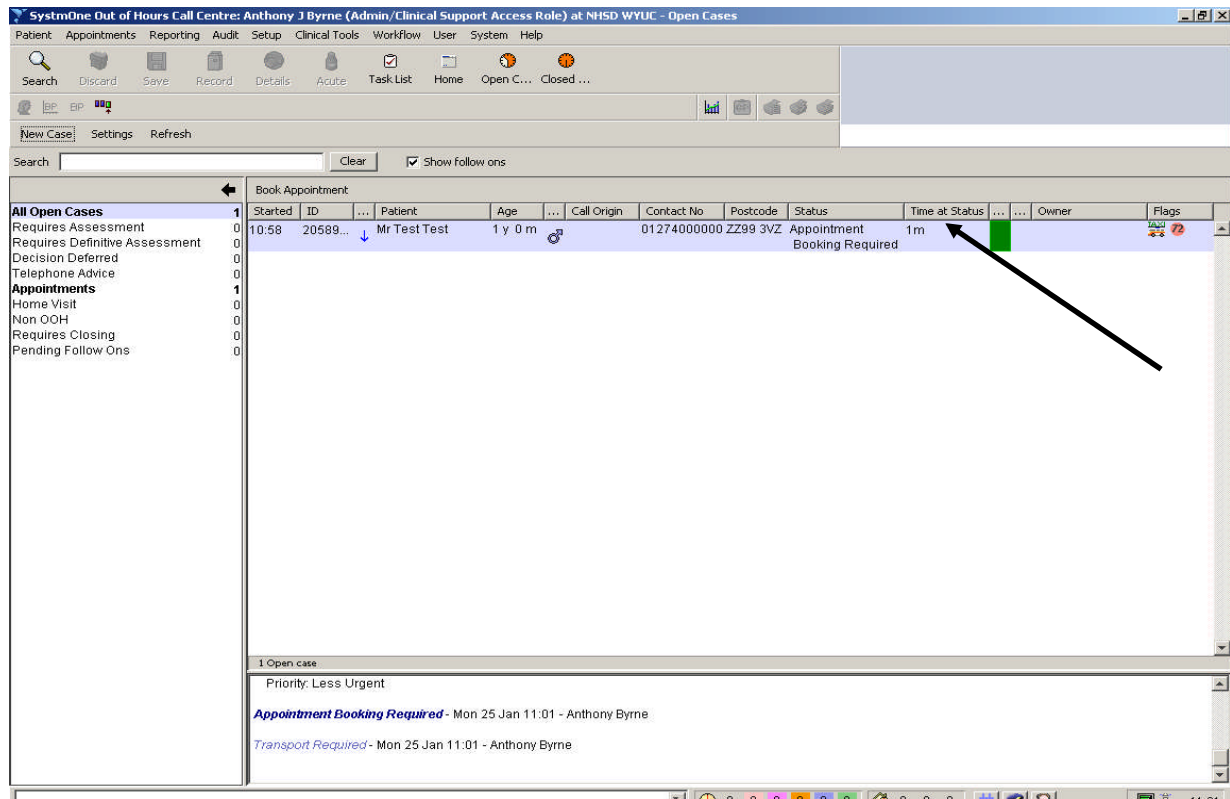 SystmOne Out of Hours Call Centre: Anthony J Byrne (Admin/Clinical Support Access Role) at NHSD WYUC - Open Cases
Patient Appointments Reporting Audit Setup Clinical Tools Workflow User System Help
Search Discard Save Record Details Acute Task List Home Open C... Closed ...
BP BP
New Case Settings Refresh
Search Clear Show follow ons
Book Appointment
All Open Cases 1
Requires Assessment 0
Requires Definitive Assessment 0
Decision Deferred 0
Telephone Advice 0
Appointments 1
Home Visit 0
Non OOH 0
Requires Closing 0
Pending Follow Ons 0
Started ID ... Patient Age ... Call Origin Contact No Postcode Status Time at Status ... ... Owner Flags
10:58 20589... Mr Test Test 1 y 0 m 01274000000 ZZ99 3VZ Appointment 1m TAXI 72
Booking Required
1 Open case
Priority: Less Urgent
Appointment Booking Required - Mon 25 Jan 11:01 - Anthony Byrne
Transport Required - Mon 25 Jan 11:01 - Anthony Byrne